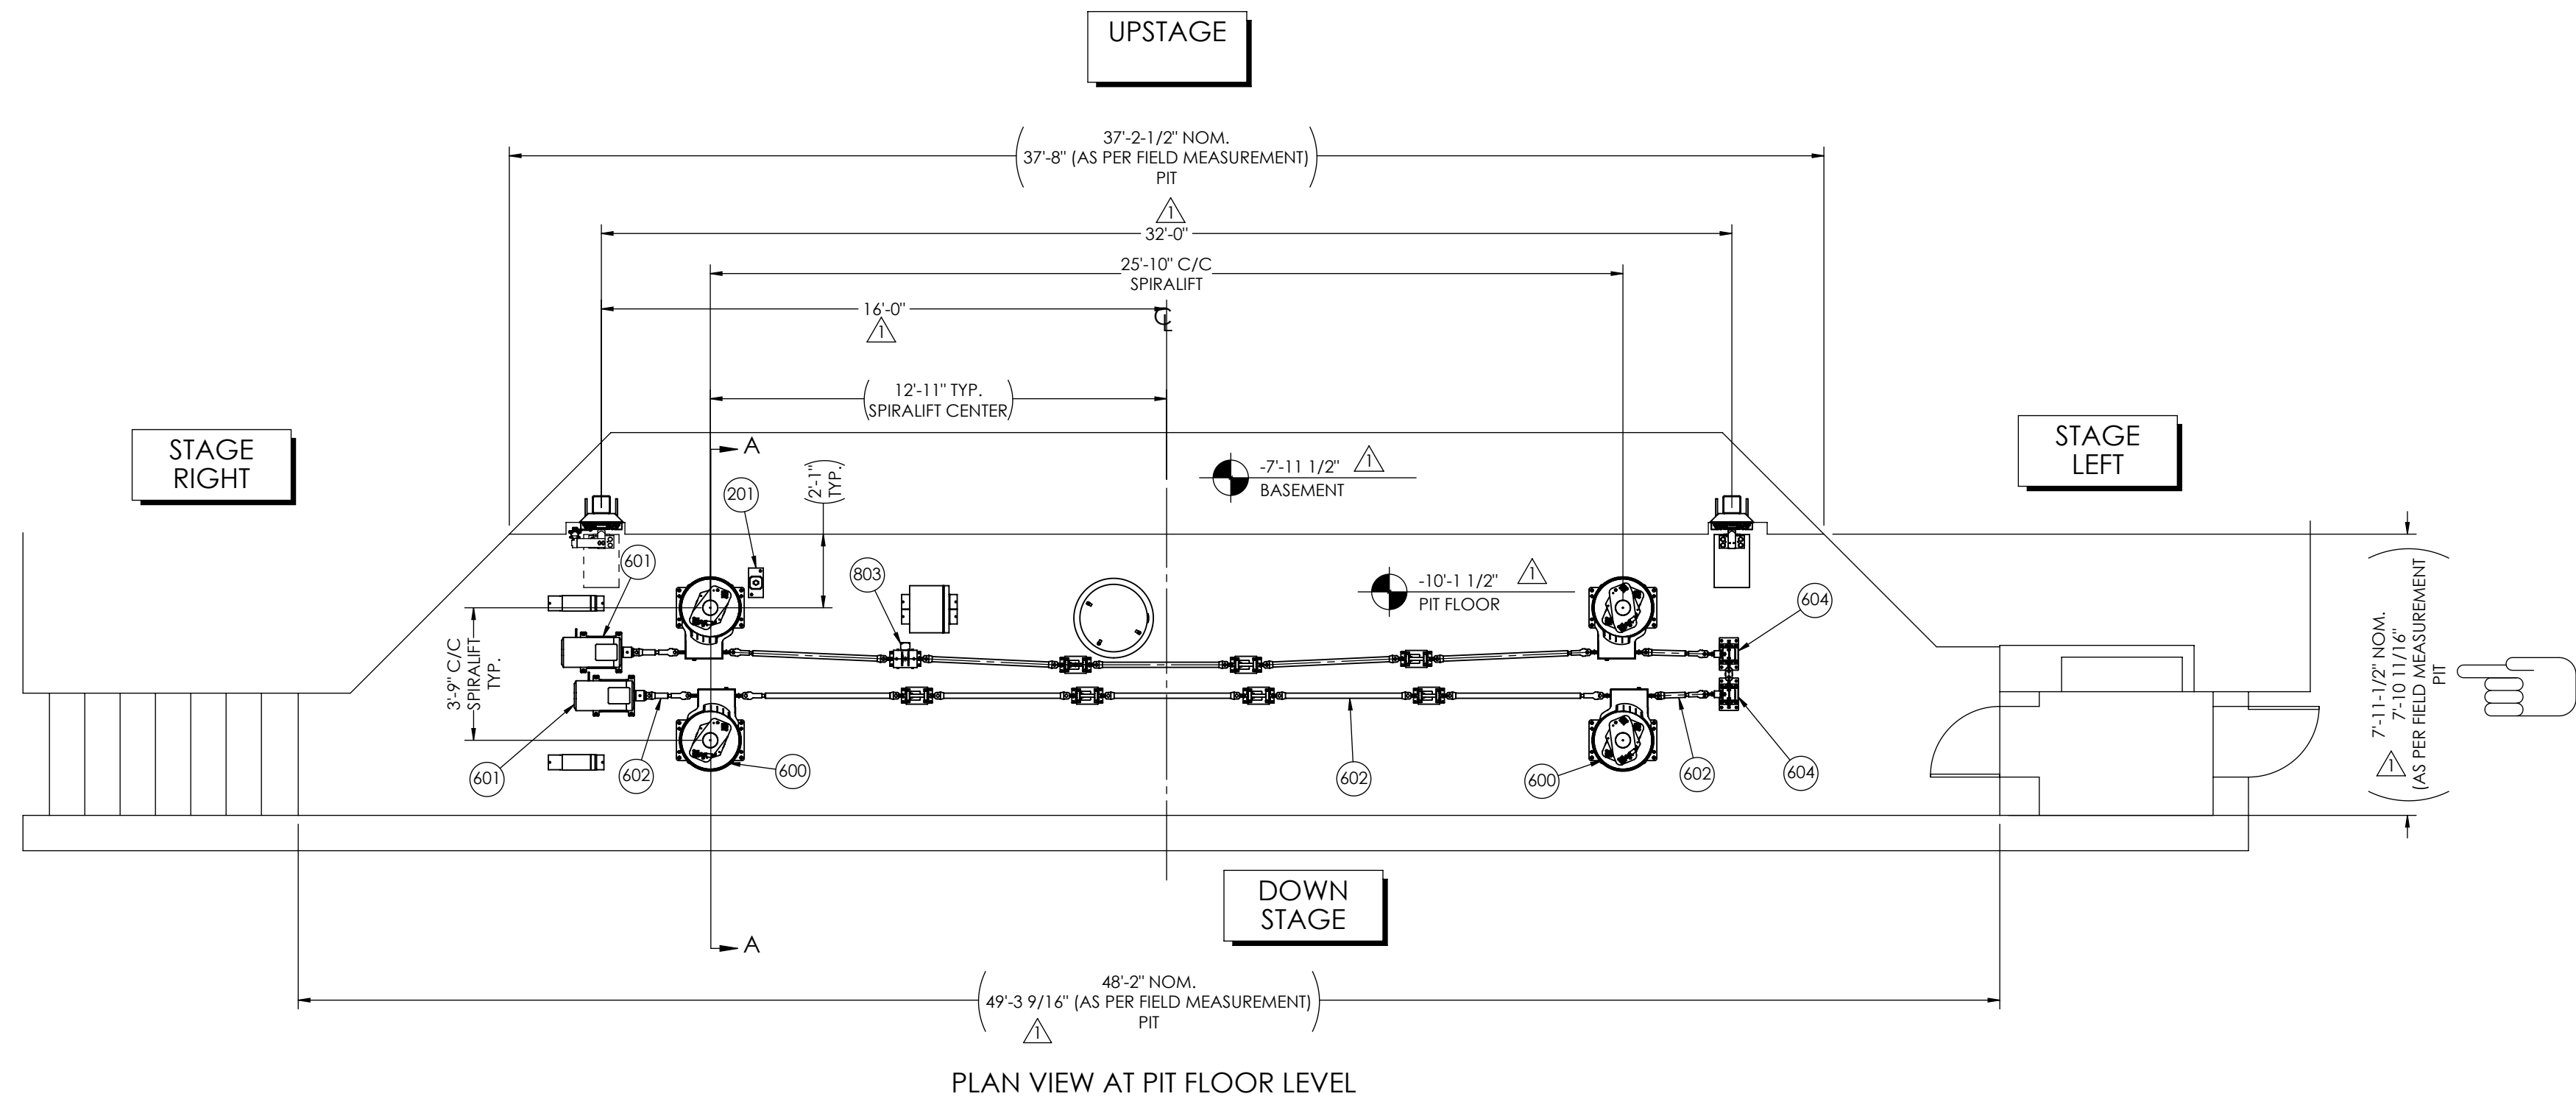 UPSTAGE
37'-2-1/2" NOM.
37'-8" (AS PER FIELD MEASUREMENT)
PIT
1
32'-0"
25'-10" C/C
SPIRALIFT
16'-0"
1
CL
12'-11" TYP.
SPIRALIFT CENTER
STAGE
RIGHT
STAGE
LEFT
A
2'-1"
TYP.
-7'-11 1/2"
1
BASEMENT
201
601
803
-10'-1 1/2"
1
PIT FLOOR
604
3'-9" C/C
SPIRALIFT
TYP.
7'-11-1/2" NOM.
7'-10 11/16"
(AS PER FIELD MEASUREMENT
PIT
1
601
602
600
602
600
602
604
DOWN
STAGE
A
48'-2" NOM.
49'-3 9/16" (AS PER FIELD MEASUREMENT)
PIT
1
PLAN VIEW AT PIT FLOOR LEVEL